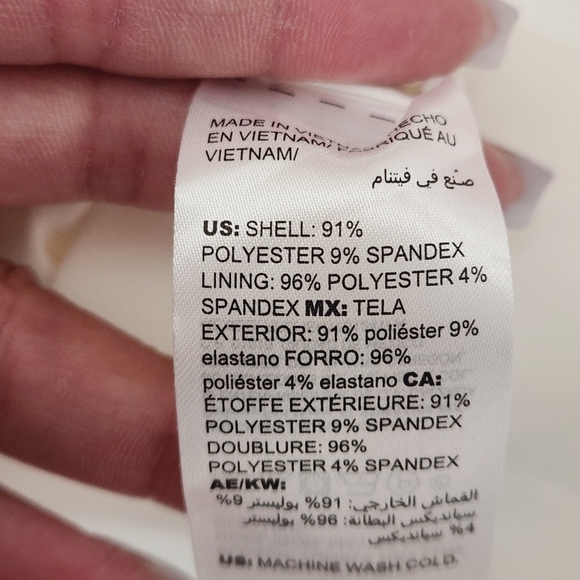 MADE IN VIETNAM/ HECHO
EN VIETNAM/ FABRIQUÉ AU
VIETNAM/
صنع في فيتنام
US: SHELL: 91%
POLYESTER 9% SPANDEX
LINING: 96% POLYESTER 4%
SPANDEX MX: TELA
EXTERIOR: 91% poliéster 9%
elastano FORRO: 96%
poliéster 4% elastano CA:
ÉTOFFE EXTÉRIEURE: 91%
POLYESTER 9% SPANDEX
DOUBLURE: 96%
POLYESTER 4% SPANDEX
AE/KW:
القماش الخارجي: 91% بوليستر 9%
سباندیکس البطانة: 96% بوليستر
4% سباندیکس
US: MACHINE WASH COLD.